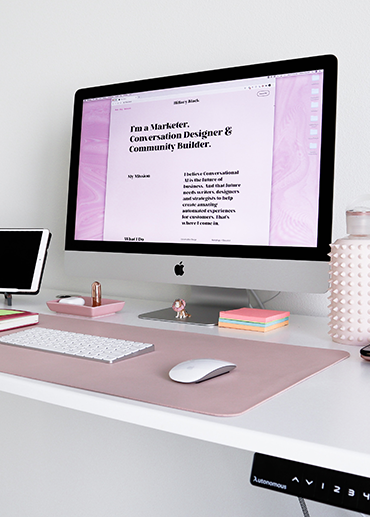 Hillary Black
I'm a Marketer,
Conversation Designer &
Community Builder.
My Mission
I believe Conversational
AI is the future of
business. And that future
needs writers, designers
and strategists to help
create amazing
automated experiences
for customers. That's
where I come in.
What I Do
Autonomous
1 2 3 4